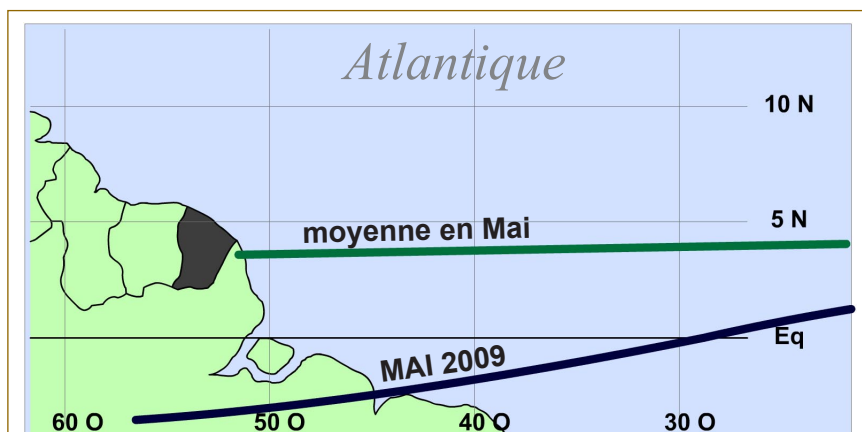 Atlantique
10 N
5 N
moyenne en Mai
Eq
MAI 2009
60 O
50 O
40 O
30 O